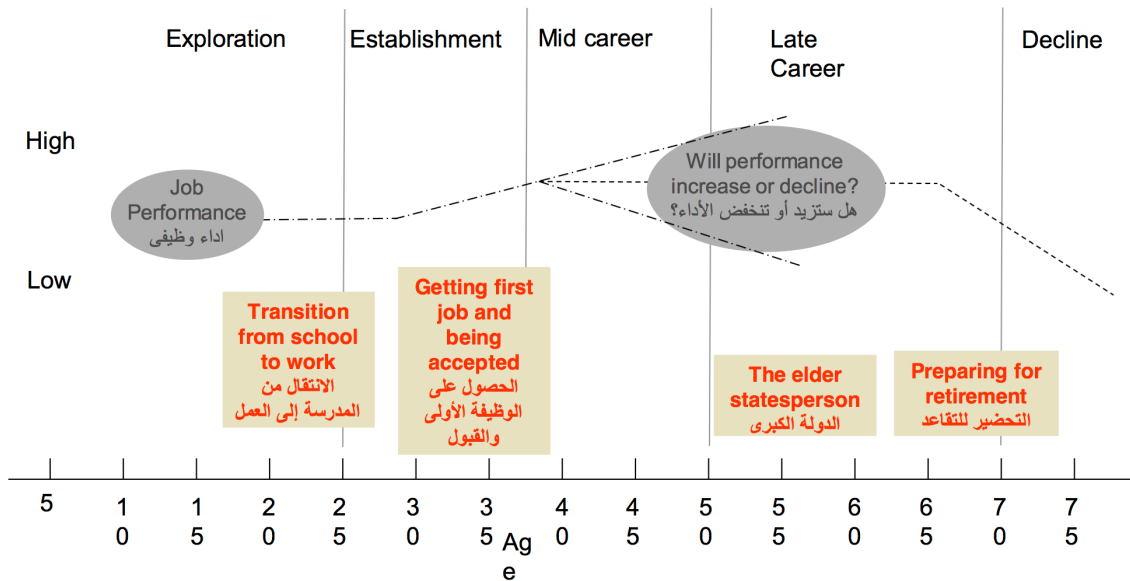 Exploration
Establishment
Mid career
Late
Career
Decline
High
Low
Job
Performance
اداء وظيفى
Will performance
increase or decline?
هل ستزيد أو تنخفض الأداء؟
Transition
from school
to work
الانتقال من
المدرسة إلى العمل
Getting first
job and
being
accepted
الحصول على
الوظيفة الأولى
والقبول
The elder
statesperson
الدولة الكبرى
Preparing for
retirement
التحضير للتقاعد
5
1
0
1
5
2
0
2
5
3
0
3
5
4
0
4
5
5
0
5
5
6
0
6
5
7
0
7
5
Ag
e